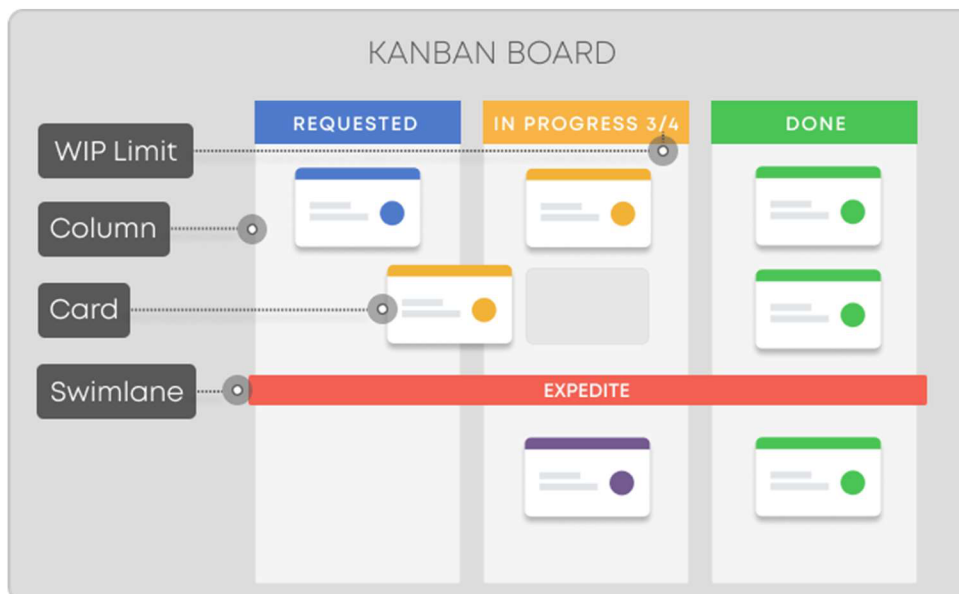 KANBAN BOARD
REQUESTED
IN PROGRESS 3/4
DONE
WIP Limit
Column
Card
Swimlane
EXPEDITE